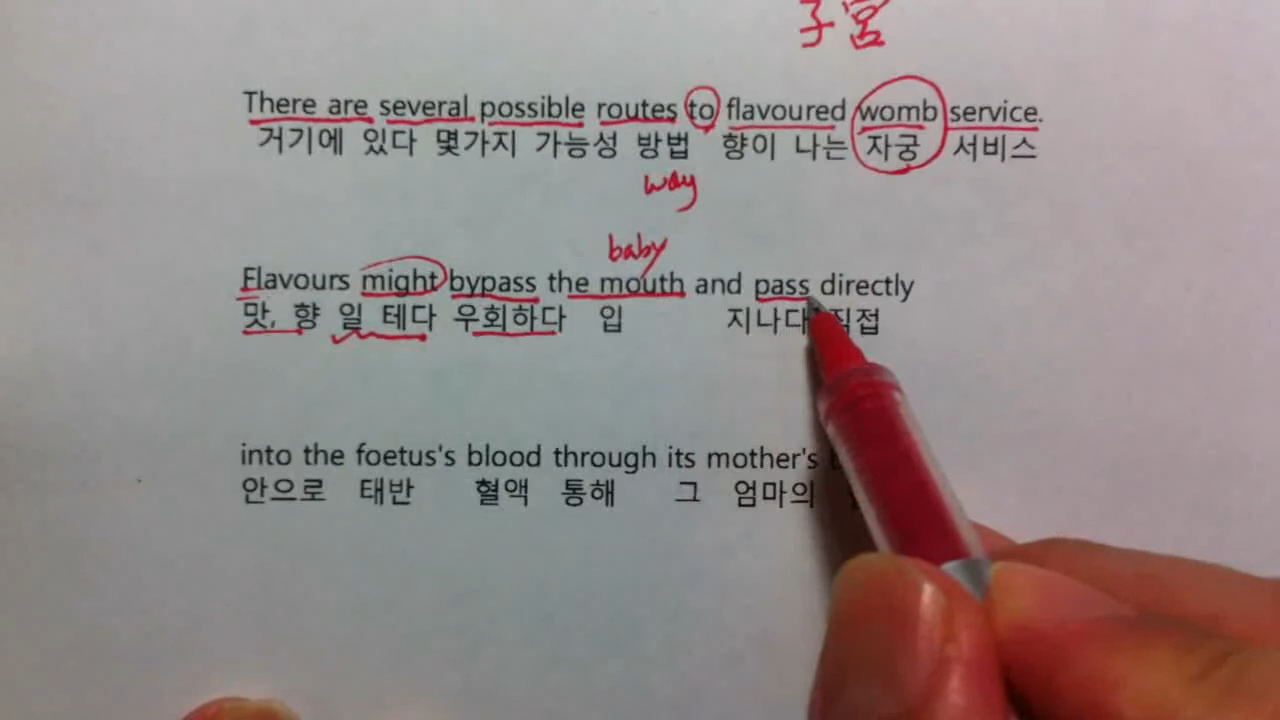 子宮
There are several possible routes to flavoured womb service.
거기에 있다 몇가지 가능성 방법 향이 나는 자궁 서비스
way
baby
Flavours might bypass the mouth and pass directly
맛, 향 일 테다 우회하다 입 지나다 직접
into the foetus's blood through its mother's
안으로 태반 혈액 통해 그 엄마의